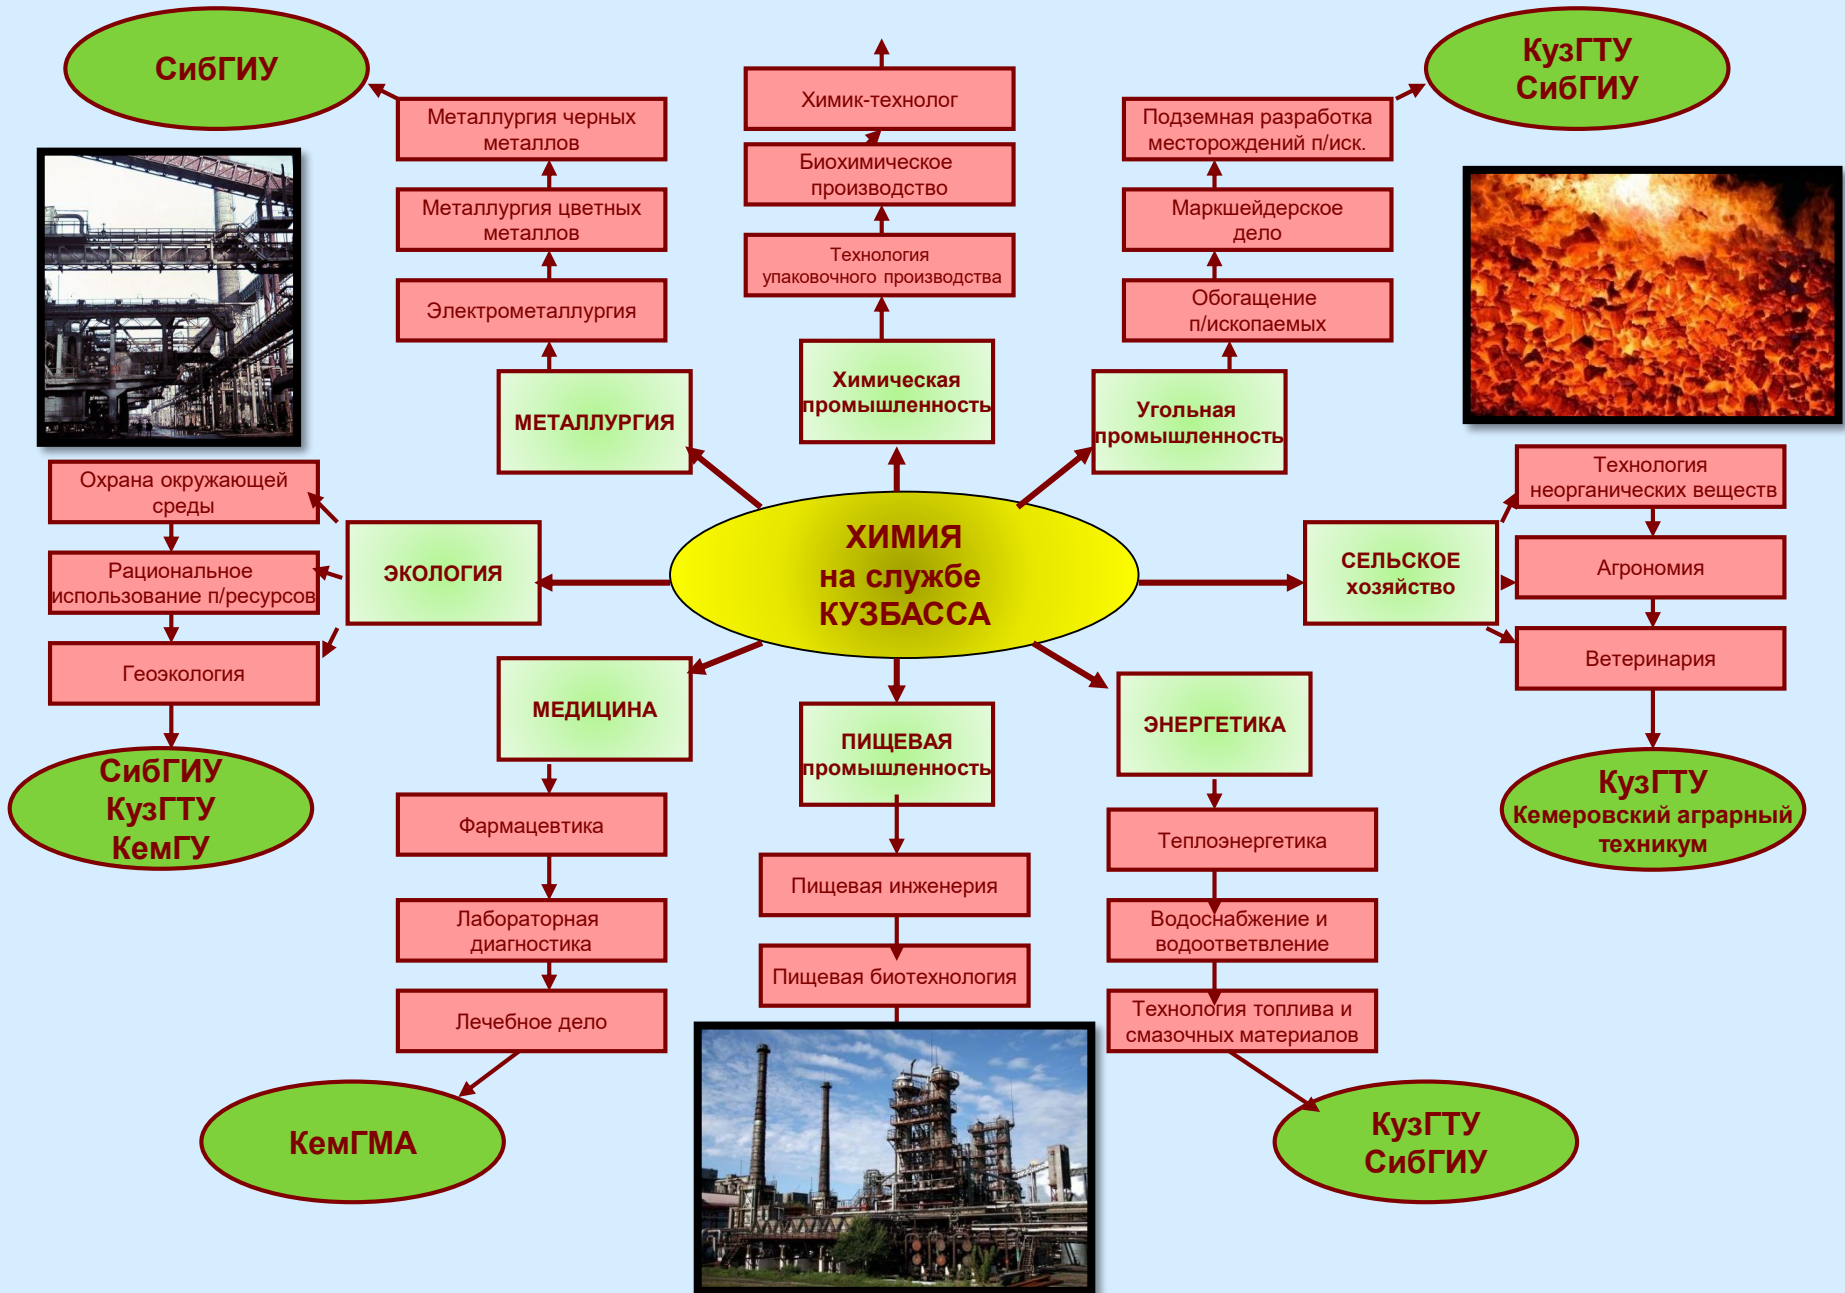 СибГИУ
КузГТУ
СибГИУ
Металлургия черных
металлов
Металлургия цветных
металлов
Электрометаллургия
МЕТАЛЛУРГИЯ
Химик-технолог
Биохимическое
производство
Технология
упаковочного производства
Химическая
промышленность
Подземная разработка
месторождений п/иск.
Маркшейдерское
дело
Обогащение
п/ископаемых
Угольная
промышленность
Охрана окружающей
среды
Рациональное
использование п/ресурсов
Геоэкология
ЭКОЛОГИЯ
СибГИУ
КузГТУ
КемГУ
ХИМИЯ
на службе
КУЗБАССА
СЕЛЬСКОЕ
хозяйство
Технология
неорганических веществ
Агрономия
Ветеринария
КузГТУ
Кемеровский аграрный
техникум
МЕДИЦИНА
Фармацевтика
Лабораторная
диагностика
Лечебное дело
КемГМА
ПИЩЕВАЯ
промышленность
Пищевая инженерия
Пищевая биотехнология
ЭНЕРГЕТИКА
Теплоэнергетика
Водоснабжение и
водоответвление
Технология топлива и
смазочных материалов
КузГТУ
СибГИУ